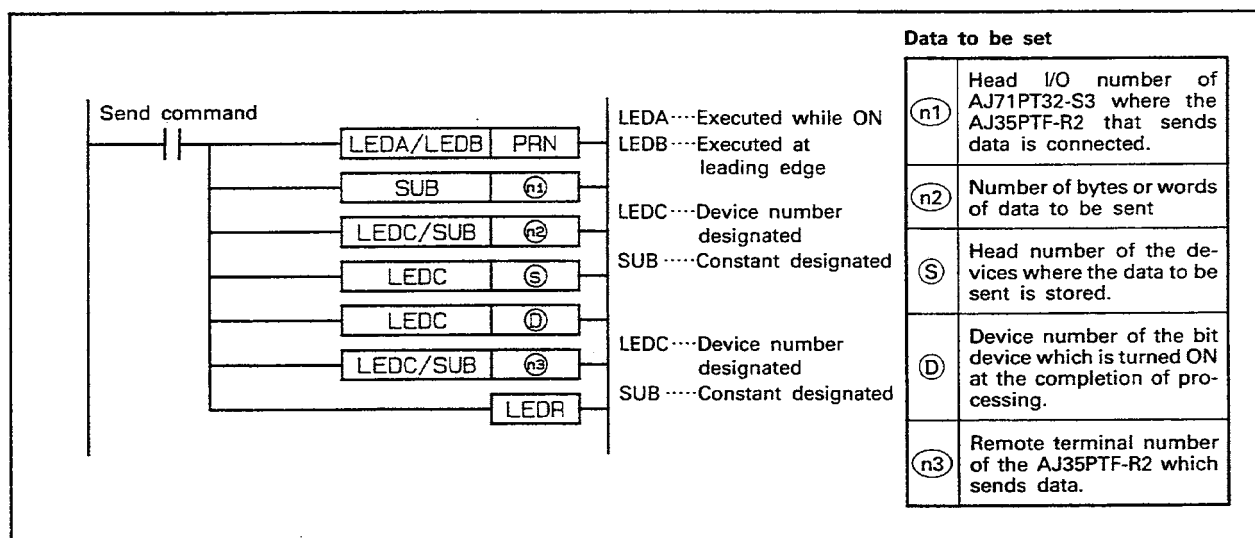 Send command
LEDA/LEDB PRN
SUB n1
LEDC/SUB n2
LEDC S
LEDC D
LEDC/SUB n3
LEDR
LEDA····Executed while ON
LEDB····Executed at
leading edge
LEDC····Device number
designated
SUB ·····Constant designated
LEDC····Device number
designated
SUB ·····Constant designated
Data to be set
n1
Head I/O number of
AJ71PT32-S3 where the
AJ35PTF-R2 that sends
data is connected.
n2
Number of bytes or words
of data to be sent
S
Head number of the de-
vices where the data to be
sent is stored.
D
Device number of the bit
device which is turned ON
at the completion of pro-
cessing.
n3
Remote terminal number
of the AJ35PTF-R2 which
sends data.